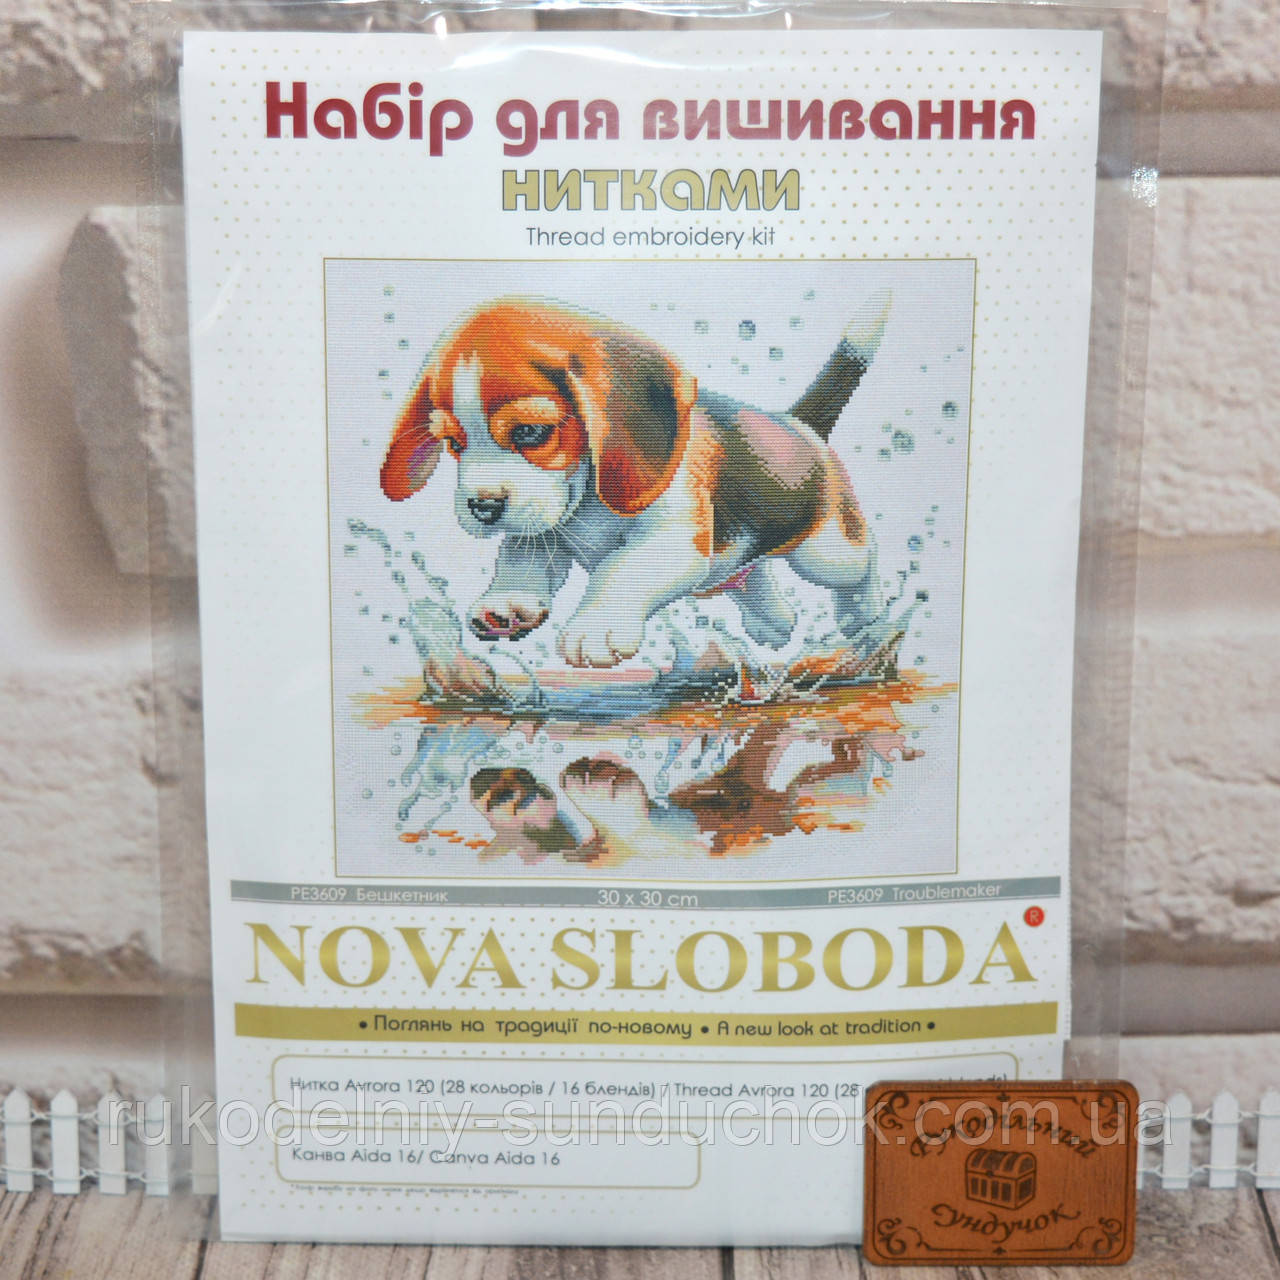 Набір для вишивання
нитками
Thread embroidery kit
PE3609 Бешкетник 30 x 30 cm PE3609 Troublemaker
NOVA SLOBODA ®
• Поглянь на традиції по-новому • A new look at tradition •
Нитка Avrora 120 (28 кольорів / 16 блендів) / Thread Avrora 120 (28
Канва Aida 16/ Canva Aida 16
rukodelniy-sunduchok.com.ua
Рукодільний
Сундучок